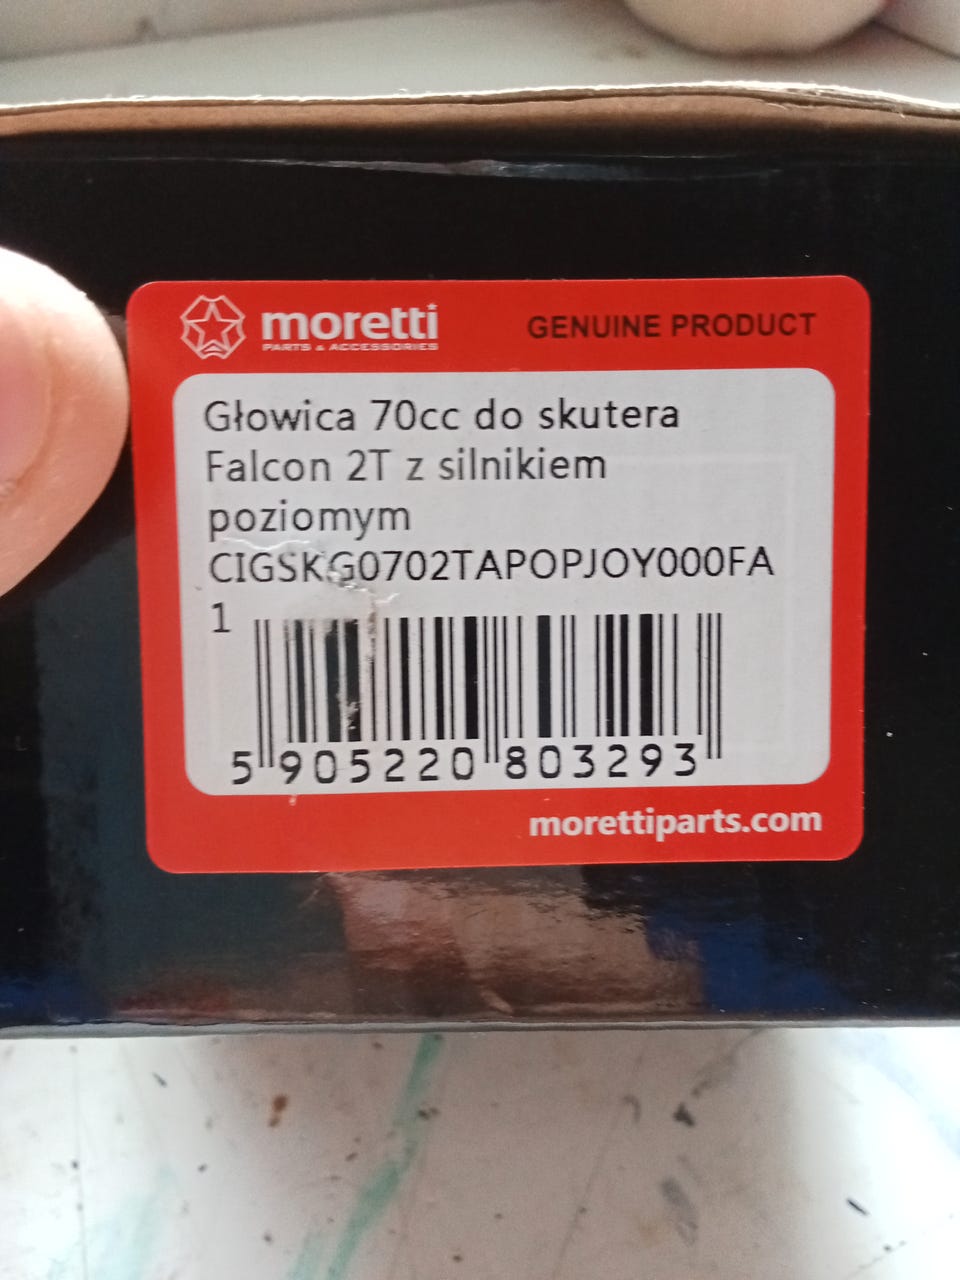 moretti
PARTS & ACCESSORIES
GENUINE PRODUCT
Głowica 70cc do skutera
Falcon 2T z silnikiem
poziomym
CIGSKG0702TAPOPJOY000FA
1
5 905220 803293
morettiparts.com